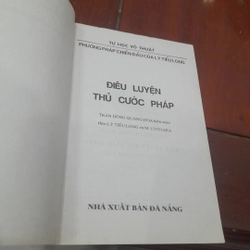 TỰ HỌC VÕ THUẬT
PHƯƠNG PHÁP CHIẾN ĐẤU CỦA LÝ TIỂU LONG
ĐIÊU LUYỆN
THỦ CƯỚC PHÁP
NHÀ XUẤT BẢN ĐÀ NẴNG